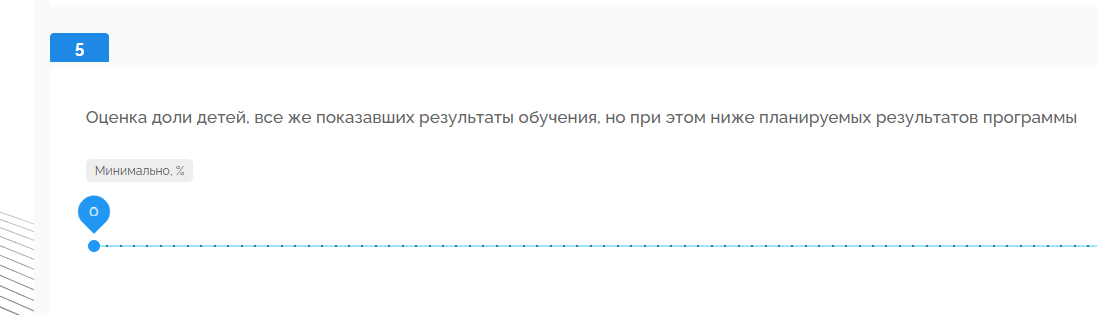 5
Оценка доли детей, все же показавших результаты обучения, но при этом ниже планируемых результатов программы
Минимально, %
0